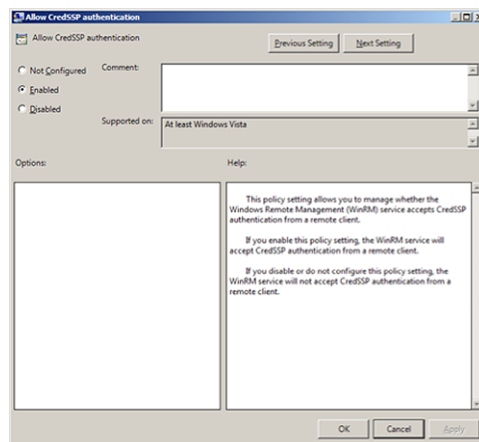 Allow CredSSP authentication
Allow CredSSP authentication
Previous Setting
Next Setting
Not Configured
Comment:
Enabled
Disabled
Supported on:
At least Windows Vista
Options:
Help:
This policy setting allows you to manage whether the
Windows Remote Management (WinRM) service accepts CredSSP
authentication from a remote client.
If you enable this policy setting, the WinRM service will
accept CredSSP authentication from a remote client.
If you disable or do not configure this policy setting, the
WinRM service will not accept CredSSP authentication from a
remote client.
OK
Cancel
Apply